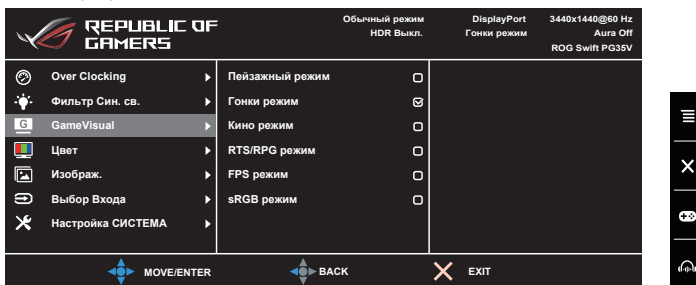 REPUBLIC OF
GAMERS
Обычный режим
HDR Выкл.
DisplayPort
Гонки режим
3440x1440@60 Hz
Aura Off
ROG Swift PG35V
Over Clocking
Фильтр Син. св.
G GameVisual
Цвет
Изображ.
Выбор Входа
Настройка СИСТЕМА
Пейзажный режим
Гонки режим
Кино режим
RTS/RPG режим
FPS режим
sRGB режим
MOVE/ENTER
BACK
EXIT